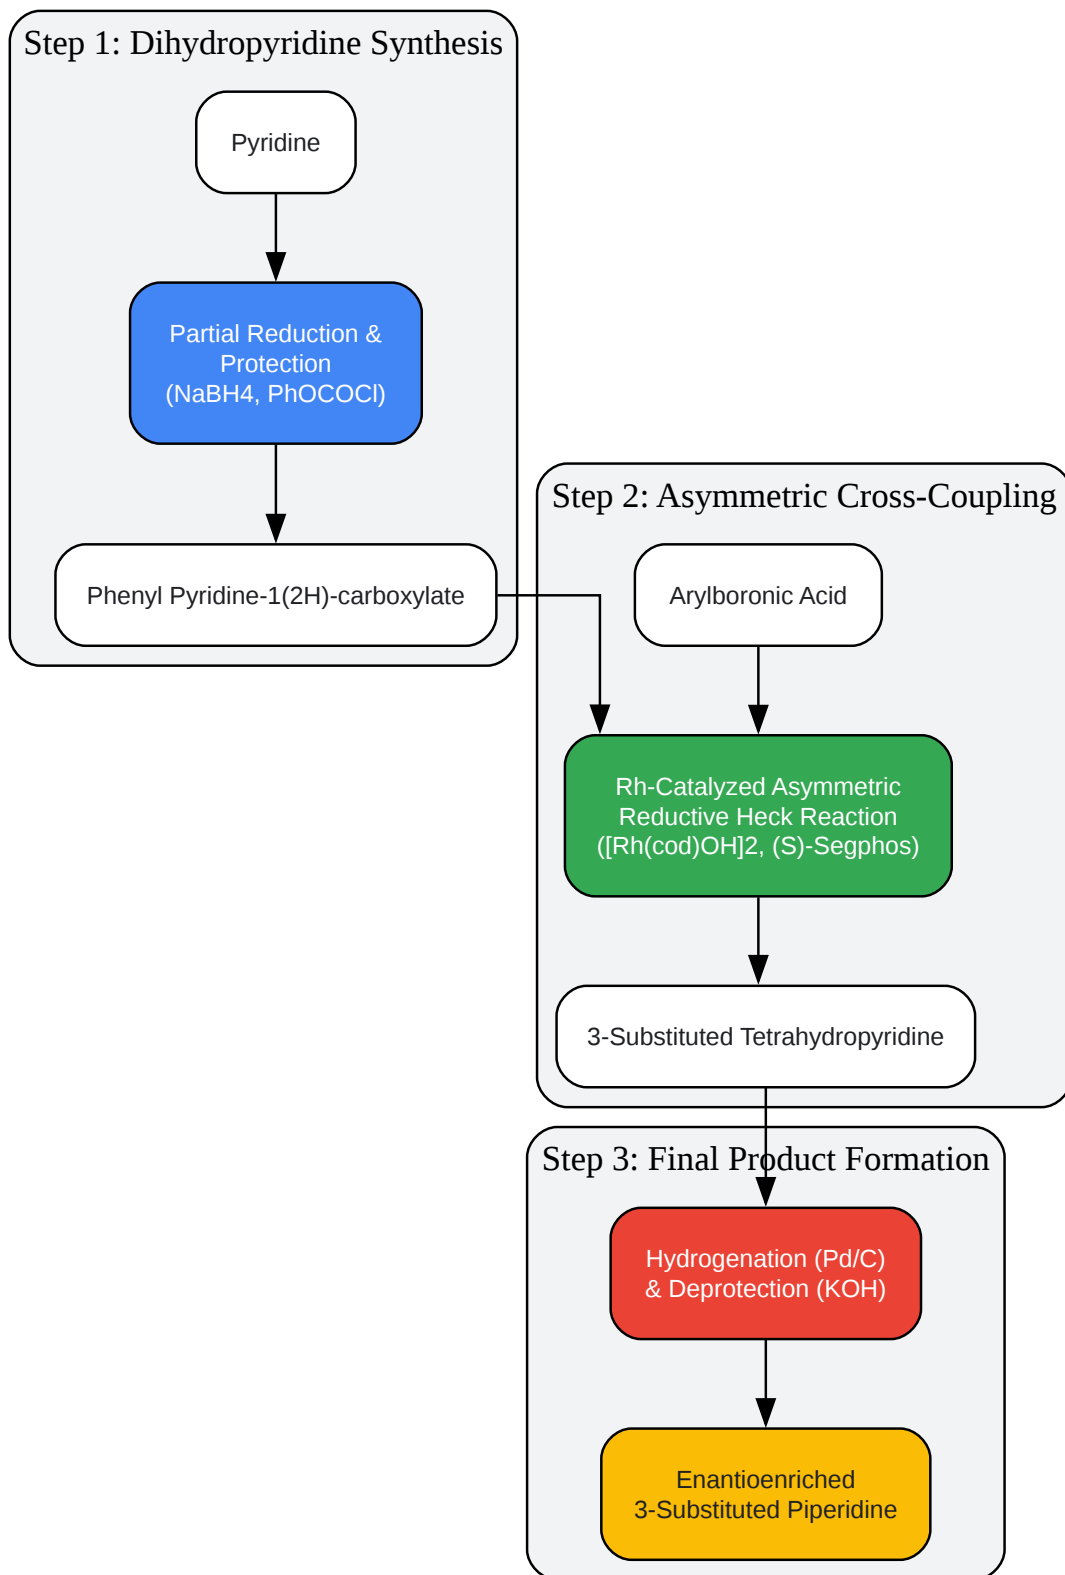 Step 1: Dihydropyridine Synthesis
Pyridine
Partial Reduction &
Protection
(NaBH4, PhOCOCl)
Phenyl Pyridine-1(2H)-carboxylate
Step 2: Asymmetric Cross-Coupling
Arylboronic Acid
Rh-Catalyzed Asymmetric
Reductive Heck Reaction
([Rh(cod)OH]2, (S)-Segphos)
3-Substituted Tetrahydropyridine
Step 3: Final Product Formation
Hydrogenation (Pd/C)
& Deprotection (KOH)
Enantioenriched
3-Substituted Piperidine